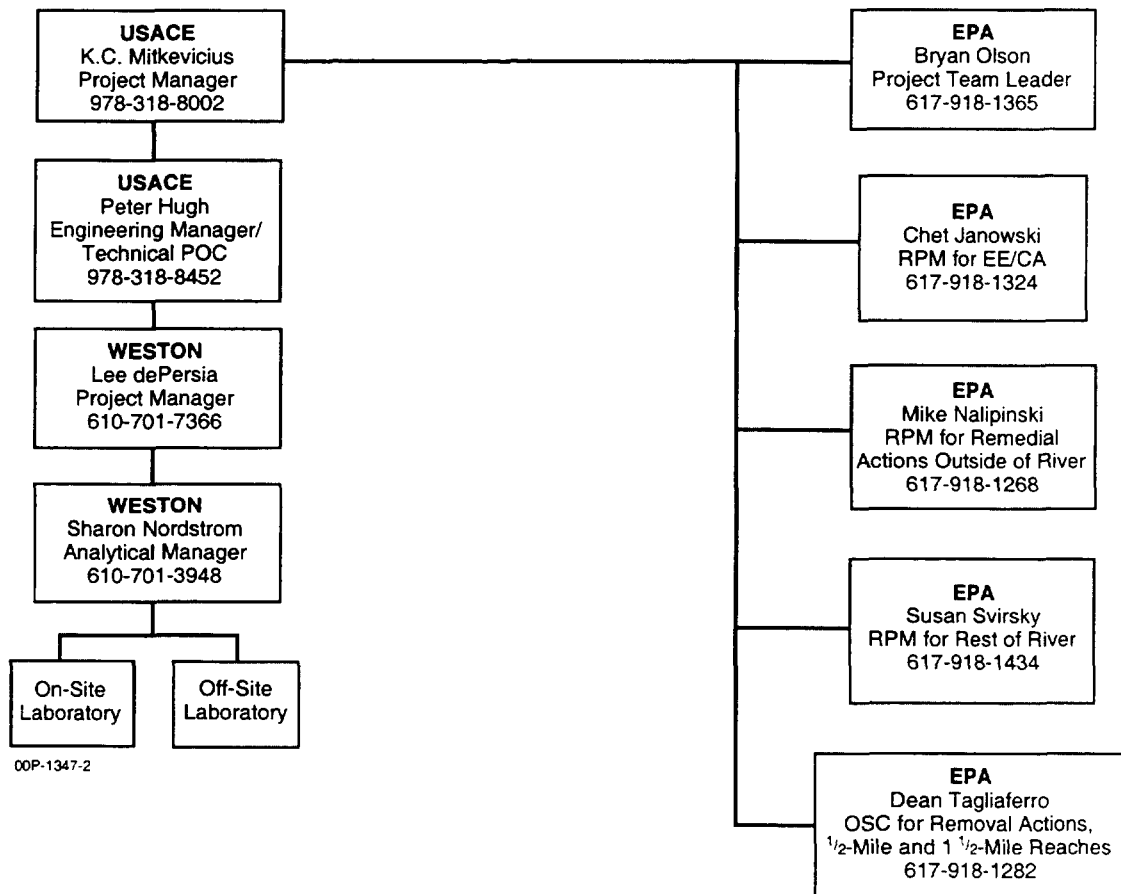 USACE
K.C. Mitkevicius
Project Manager
978-318-8002
USACE
Peter Hugh
Engineering Manager/
Technical POC
978-318-8452
WESTON
Lee dePersia
Project Manager
610-701-7366
WESTON
Sharon Nordstrom
Analytical Manager
610-701-3948
On-Site
Laboratory
Off-Site
Laboratory
00P-1347-2
EPA
Bryan Olson
Project Team Leader
617-918-1365
EPA
Chet Janowski
RPM for EE/CA
617-918-1324
EPA
Mike Nalipinski
RPM for Remedial
Actions Outside of River
617-918-1268
EPA
Susan Svirsky
RPM for Rest of River
617-918-1434
EPA
Dean Tagliaferro
OSC for Removal Actions,
1/2-Mile and 1 1/2-Mile Reaches
617-918-1282